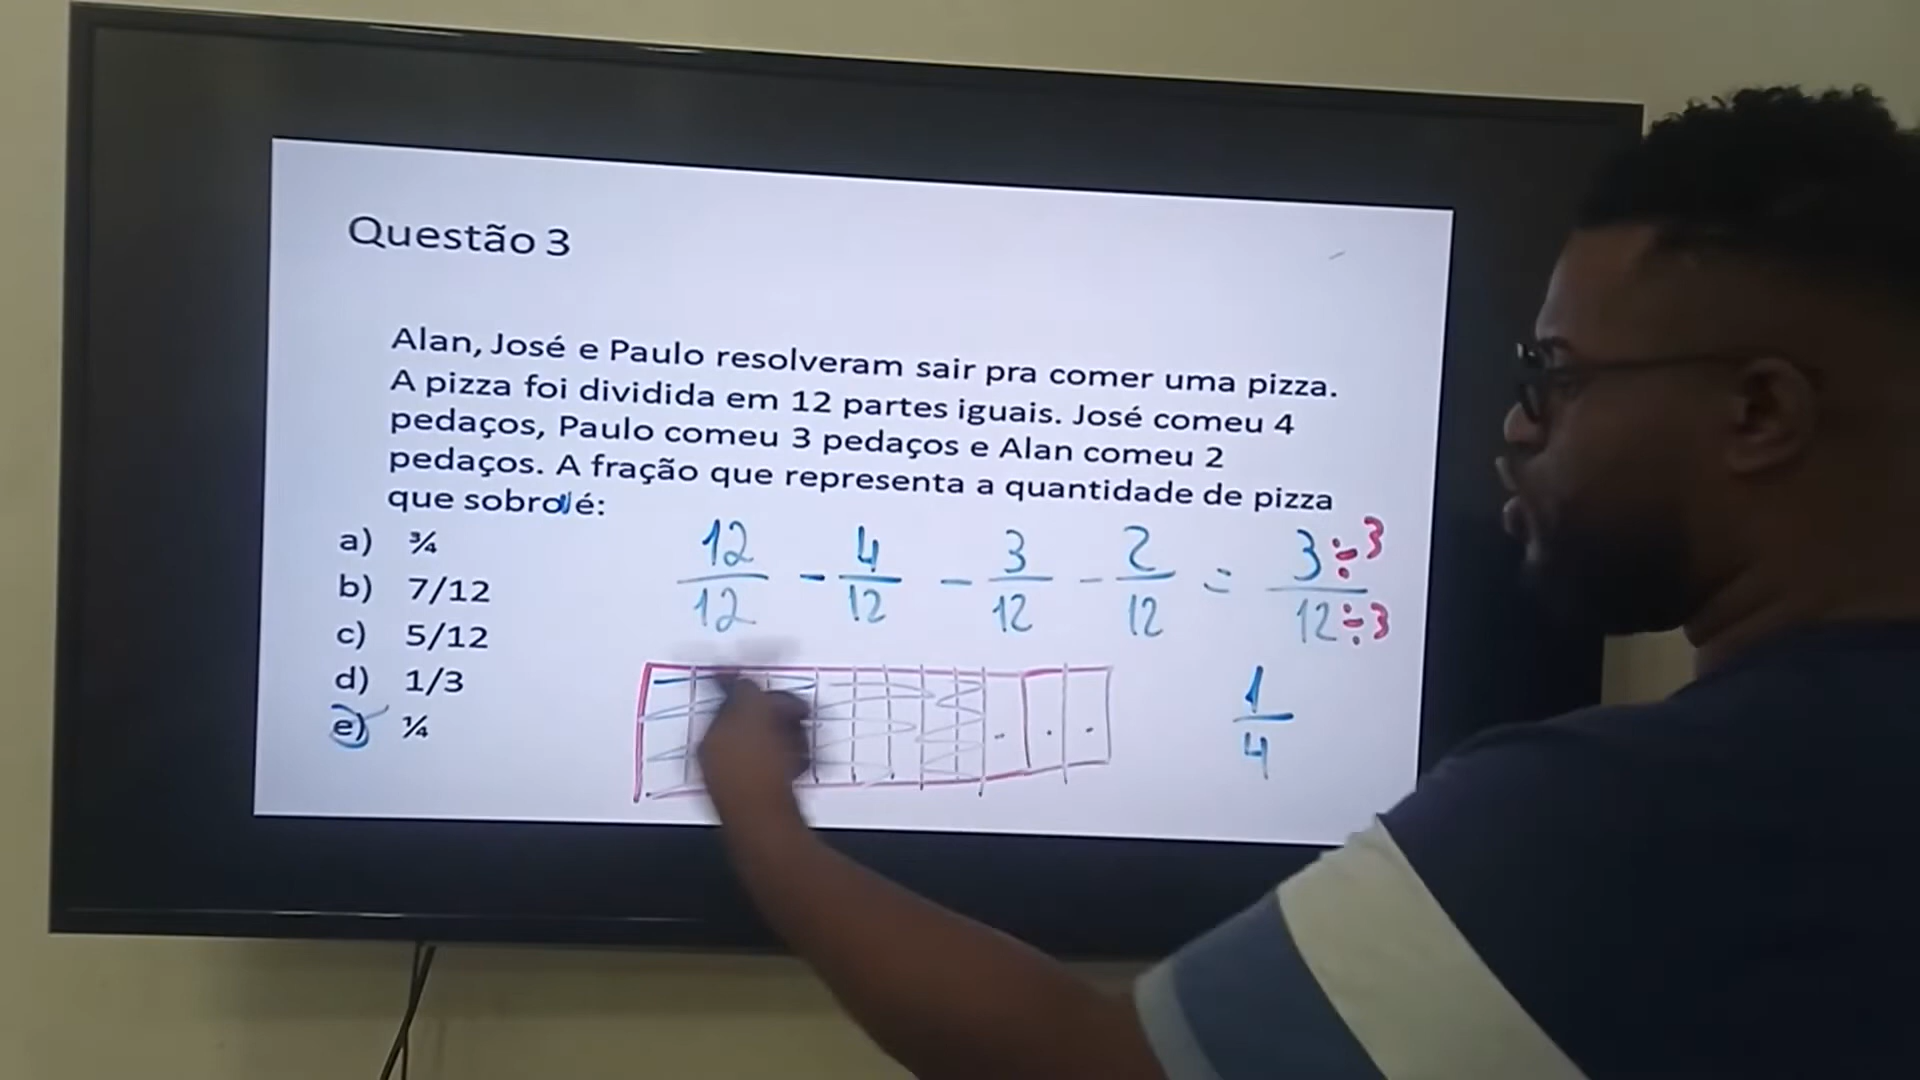 Questão 3
Alan, José e Paulo resolveram sair pra comer uma pizza.
A pizza foi dividida em 12 partes iguais. José comeu 4
pedaços, Paulo comeu 3 pedaços e Alan comeu 2
pedaços. A fração que representa a quantidade de pizza
que sobrou é:
a) ¾
b) 7/12
c) 5/12
d) 1/3
e) ¼
12/12 - 4/12 - 3/12 - 2/12 = 3÷3/12÷3
1/4